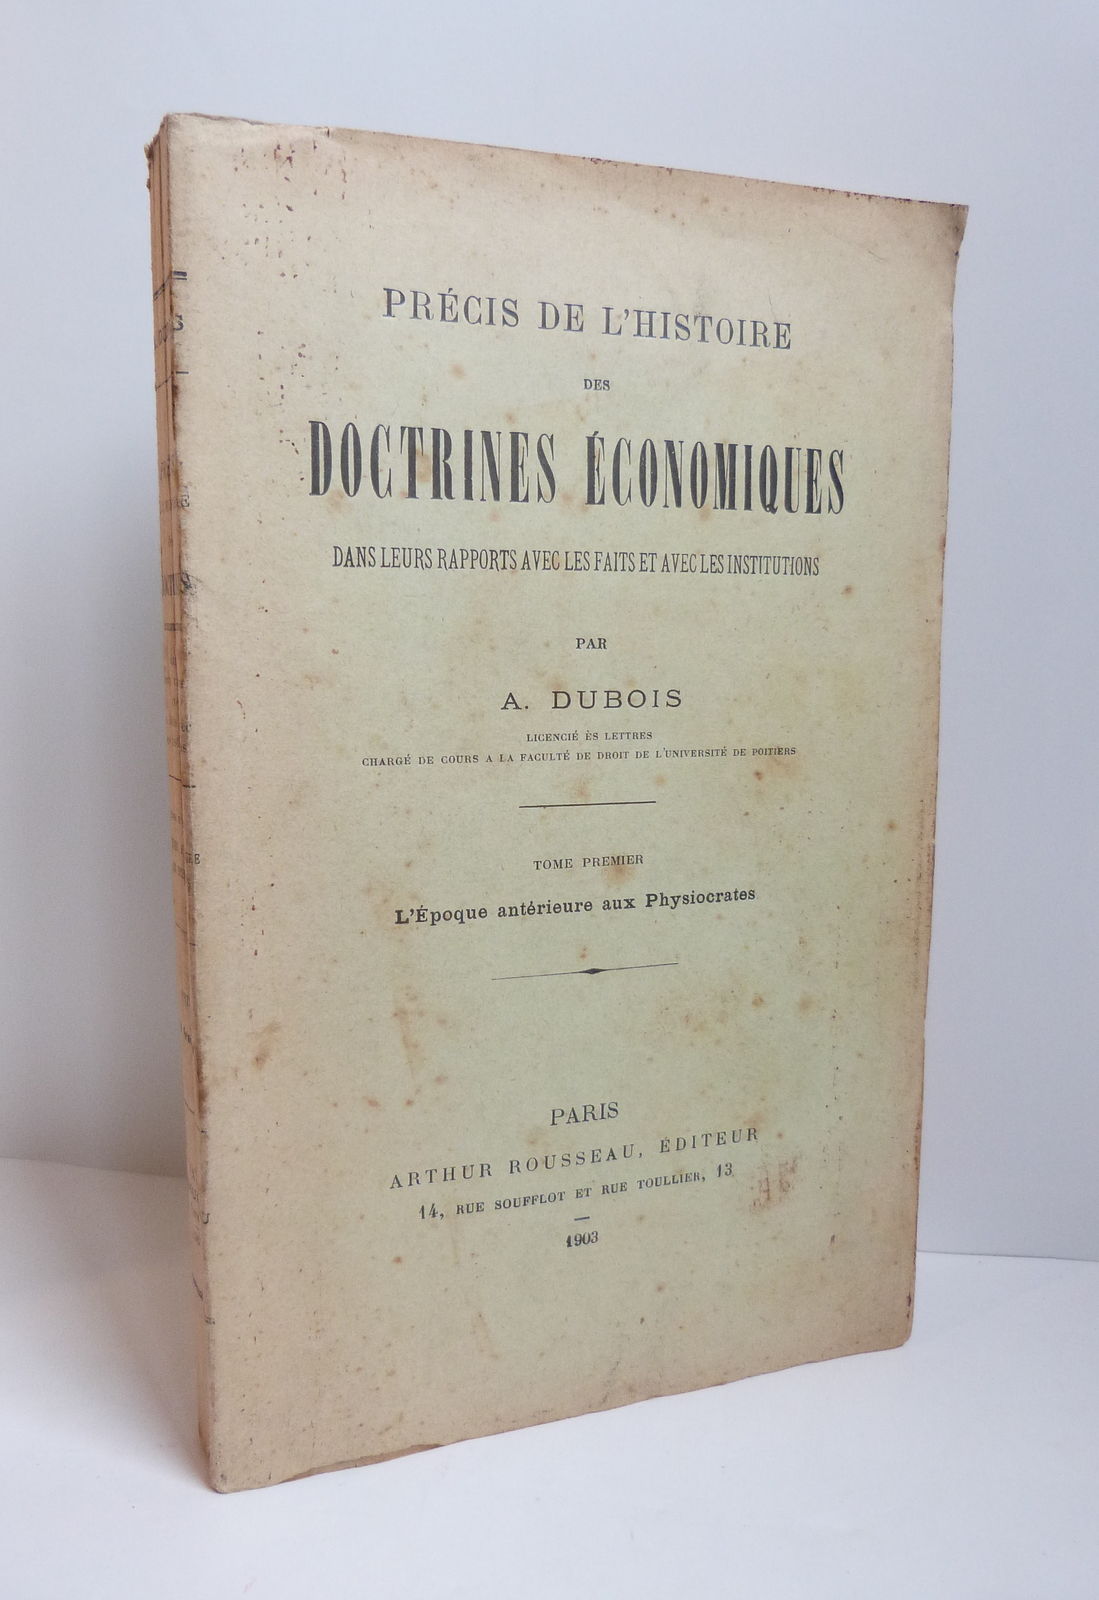 PRÉCIS DE L'HISTOIRE
DES
DOCTRINES ÉCONOMIQUES
DANS LEURS RAPPORTS AVEC LES FAITS ET AVEC LES INSTITUTIONS
PAR
A. DUBOIS
LICENCIÉ ÈS LETTRES
CHARGÉ DE COURS A LA FACULTÉ DE DROIT DE L'UNIVERSITÉ DE POITIERS
TOME PREMIER
L'Époque antérieure aux Physiocrates
PARIS
ARTHUR ROUSSEAU, ÉDITEUR
14, RUE SOUFFLOT ET RUE TOULLIER, 13
1903